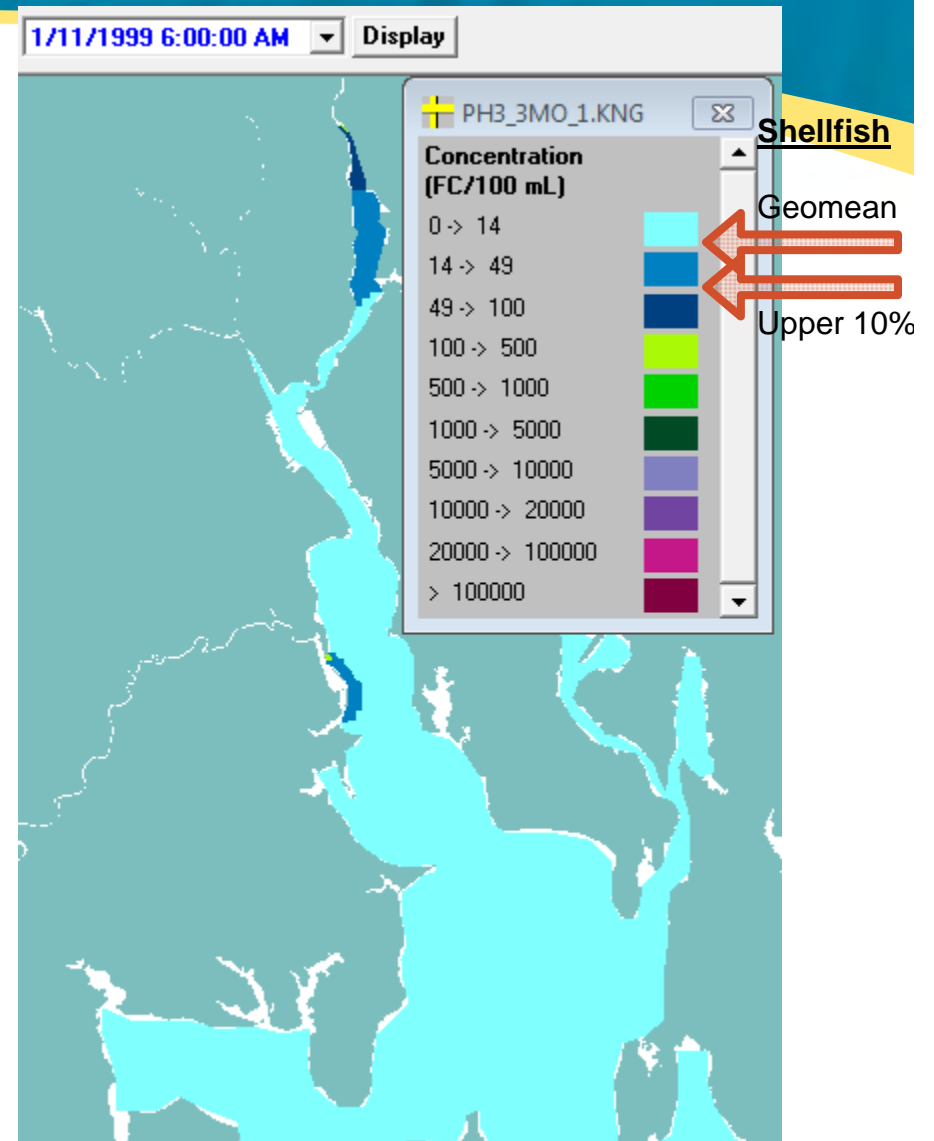 1/11/1999 6:00:00 AM Display
PH3_3MO_1.KNG
Concentration
(FC/100 mL)
0 -> 14
14 -> 49
49 -> 100
100 -> 500
500 -> 1000
1000 -> 5000
5000 -> 10000
10000 -> 20000
20000 -> 100000
> 100000
Shellfish
Geomean
Upper 10%